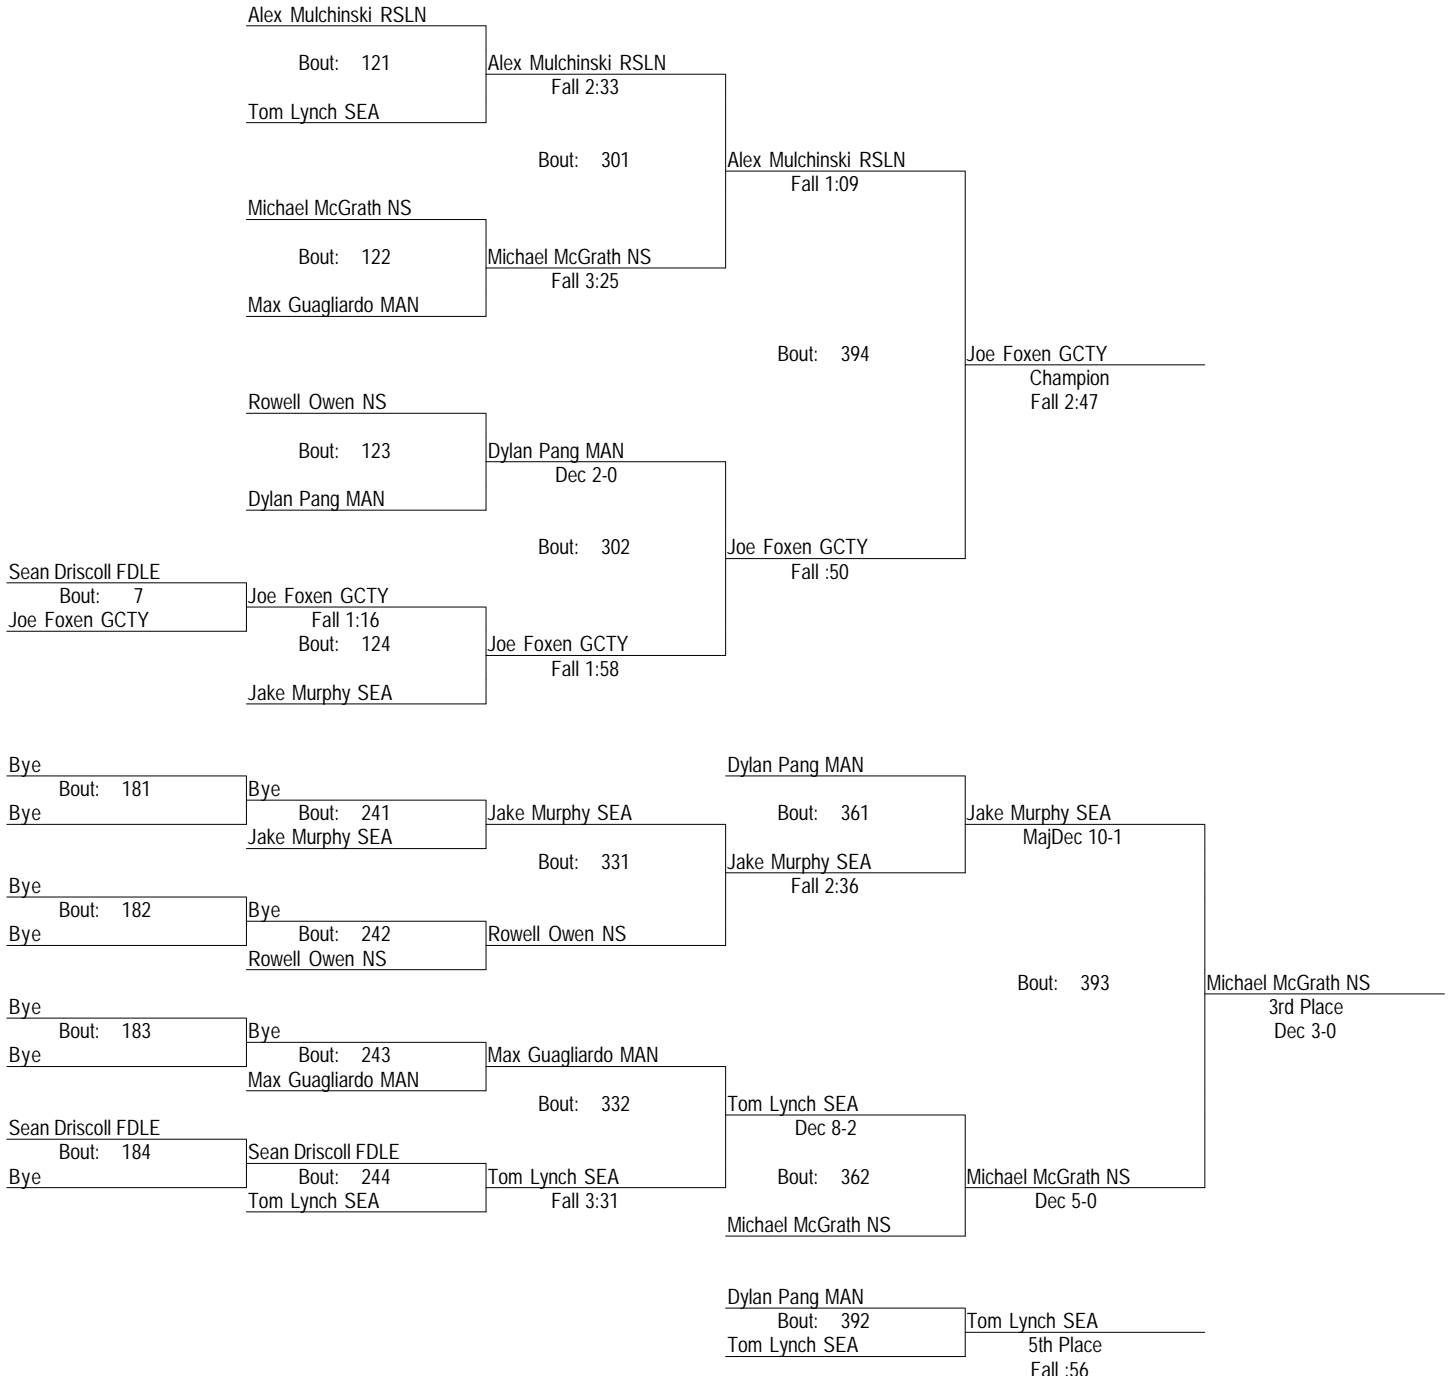 Alex Mulchinski RSLN
Bout: 121
Alex Mulchinski RSLN
Fall 2:33
Tom Lynch SEA
Bout: 301
Alex Mulchinski RSLN
Fall 1:09
Michael McGrath NS
Bout: 122
Michael McGrath NS
Fall 3:25
Max Guagliardo MAN
Bout: 394
Joe Foxen GCTY
Champion
Fall 2:47
Rowell Owen NS
Bout: 123
Dylan Pang MAN
Dec 2-0
Dylan Pang MAN
Bout: 302
Joe Foxen GCTY
Fall :50
Sean Driscoll FDLE
Bout: 7
Joe Foxen GCTY
Joe Foxen GCTY
Fall 1:16
Bout: 124
Joe Foxen GCTY
Fall 1:58
Jake Murphy SEA
Bye
Bout: 181
Bye
Bye
Bout: 241
Jake Murphy SEA
Jake Murphy SEA
Bout: 331
Dylan Pang MAN
Bout: 361
Jake Murphy SEA
MajDec 10-1
Jake Murphy SEA
Fall 2:36
Bye
Bout: 182
Bye
Bye
Bout: 242
Rowell Owen NS
Rowell Owen NS
Bout: 393
Michael McGrath NS
3rd Place
Dec 3-0
Bye
Bout: 183
Bye
Bye
Bout: 243
Max Guagliardo MAN
Max Guagliardo MAN
Bout: 332
Tom Lynch SEA
Dec 8-2
Sean Driscoll FDLE
Bout: 184
Bye
Sean Driscoll FDLE
Bout: 244
Tom Lynch SEA
Tom Lynch SEA
Fall 3:31
Bout: 362
Michael McGrath NS
Dec 5-0
Michael McGrath NS
Dylan Pang MAN
Bout: 392
Tom Lynch SEA
Tom Lynch SEA
5th Place
Fall :56